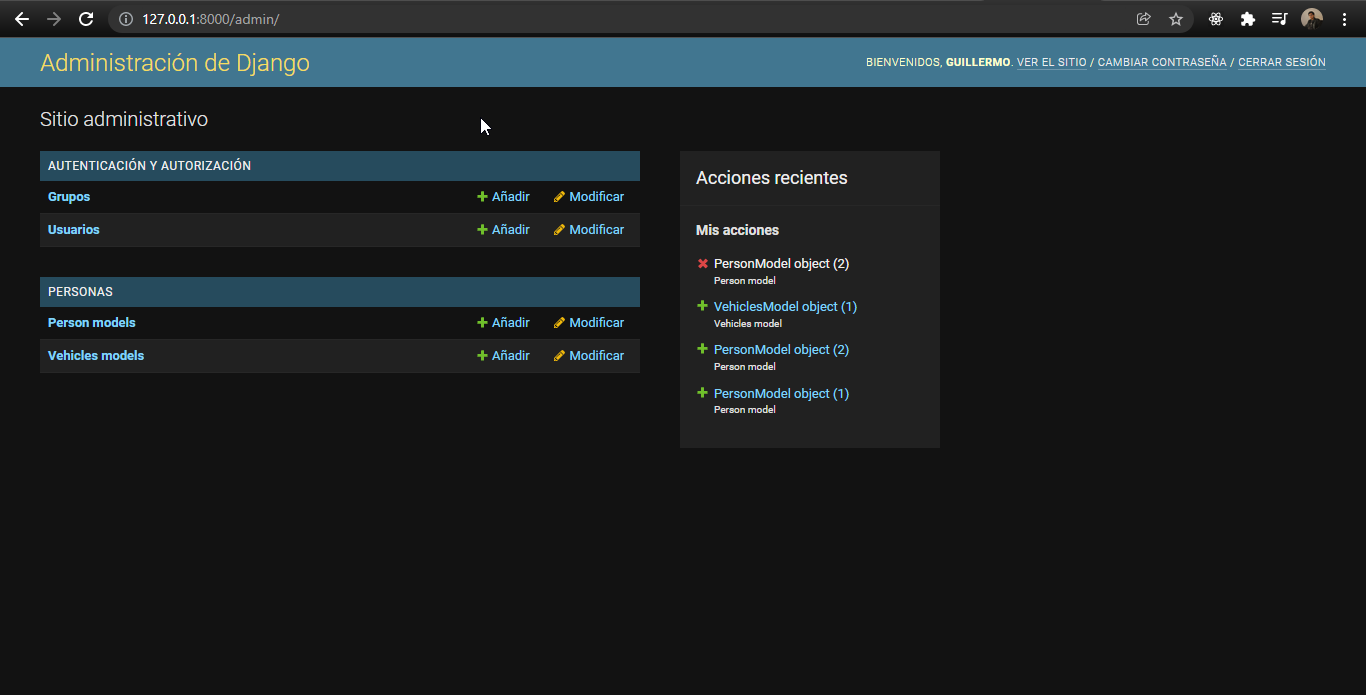 127.0.0.1:8000/admin/
Administración de Django
BIENVENIDOS, GUILLERMO. VER EL SITIO / CAMBIAR CONTRASEÑA / CERRAR SESIÓN
Sitio administrativo
AUTENTICACIÓN Y AUTORIZACIÓN
Grupos Añadir Modificar
Usuarios Añadir Modificar
PERSONAS
Person models Añadir Modificar
Vehicles models Añadir Modificar
Acciones recientes
Mis acciones
PersonModel object (2)
Person model
VehiclesModel object (1)
Vehicles model
PersonModel object (2)
Person model
PersonModel object (1)
Person model